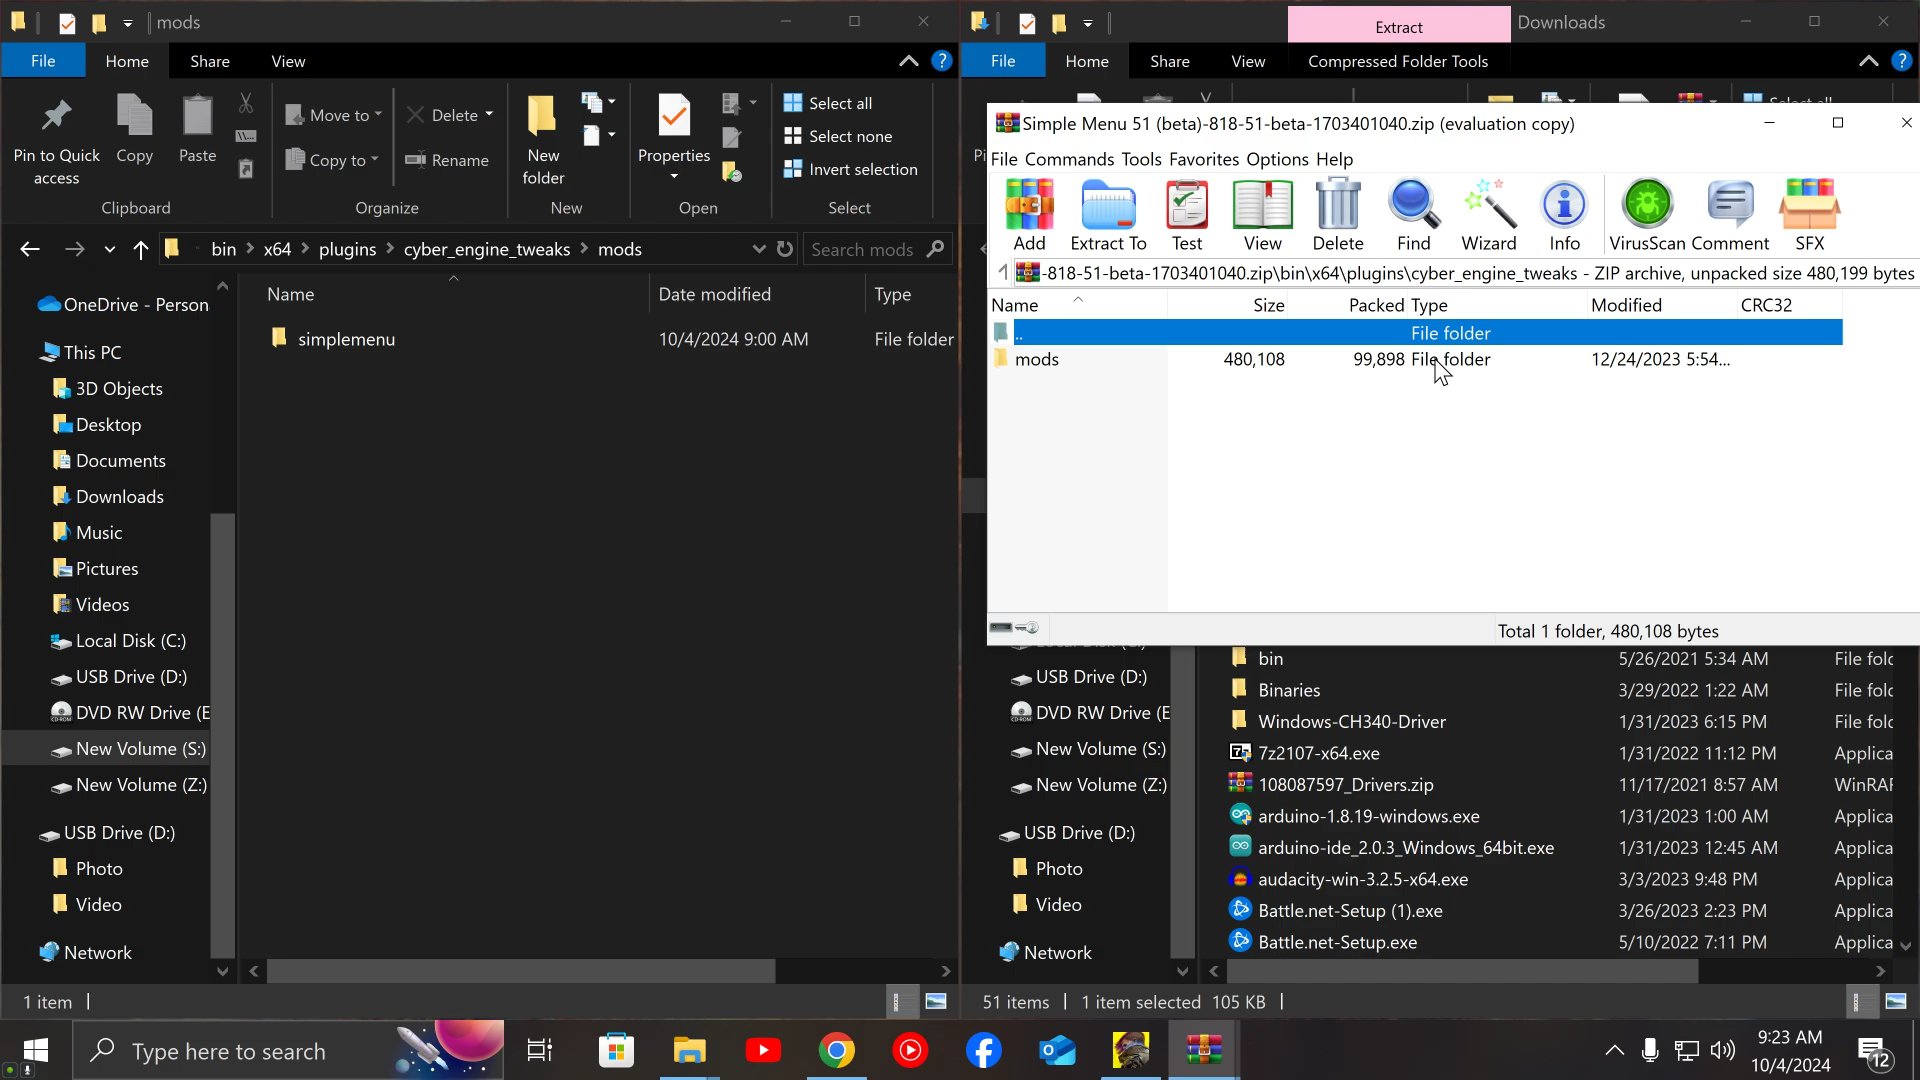 mods
File
Home
Share
View
Pin to Quick access
Copy
Paste
Clipboard
Move to
Copy to
Delete
Rename
Organize
New folder
New
Properties
Open
Select all
Select none
Invert selection
Select
bin
x64
plugins
cyber_engine_tweaks
mods
Search mods
Name
Date modified
Type
simplemenu
10/4/2024 9:00 AM
File folder
OneDrive - Person
This PC
3D Objects
Desktop
Documents
Downloads
Music
Pictures
Videos
Local Disk (C:)
USB Drive (D:)
DVD RW Drive (E
New Volume (S:)
New Volume (Z:)
USB Drive (D:)
Photo
Video
Network
1 item
Extract
Downloads
File
Home
Share
View
Compressed Folder Tools
Simple Menu 51 (beta)-818-51-beta-1703401040.zip (evaluation copy)
File Commands Tools Favorites Options Help
Add
Extract To
Test
View
Delete
Find
Wizard
Info
VirusScan
Comment
SFX
-818-51-beta-1703401040.zip\bin\x64\plugins\cyber_engine_tweaks - ZIP archive, unpacked size 480,199 bytes
Name
Size
Packed
Type
Modified
CRC32
..
File folder
mods
480,108
99,898
File folder
12/24/2023 5:54...
Total 1 folder, 480,108 bytes
USB Drive (D:)
DVD RW Drive (E
New Volume (S:)
New Volume (Z:)
USB Drive (D:)
Photo
Video
Network
bin 5/26/2021 5:34 AM File folc
Binaries 3/29/2022 1:22 AM File folc
Windows-CH340-Driver 1/31/2023 6:15 PM File folc
7z2107-x64.exe 1/31/2022 11:12 PM Applica
108087597_Drivers.zip 11/17/2021 8:57 AM WinRAF
arduino-1.8.19-windows.exe 1/31/2023 1:00 AM Applica
arduino-ide_2.0.3_Windows_64bit.exe 1/31/2023 12:45 AM Applica
audacity-win-3.2.5-x64.exe 3/3/2023 9:48 PM Applica
Battle.net-Setup (1).exe 3/26/2023 2:23 PM Applica
Battle.net-Setup.exe 5/10/2022 7:11 PM Applica
51 items
1 item selected 105 KB
Type here to search
9:23 AM
10/4/2024
12